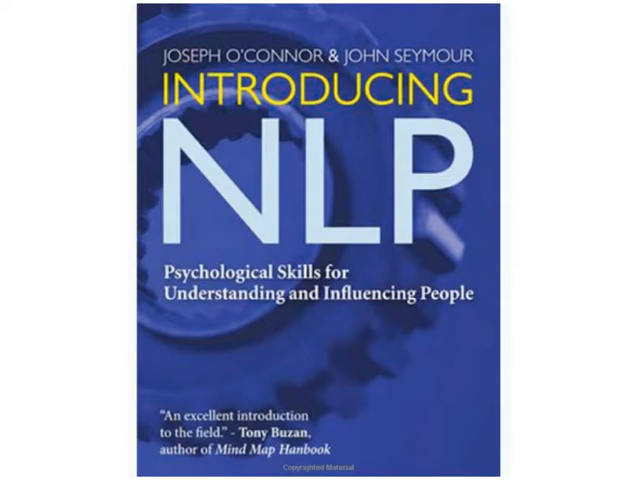 JOSEPH O'CONNOR & JOHN SEYMOUR
INTRODUCING
NLP
Psychological Skills for
Understanding and Influencing People
“An excellent introduction
to the field.” - Tony Buzan,
author of Mind Map Hanbook
Copyrighted Material